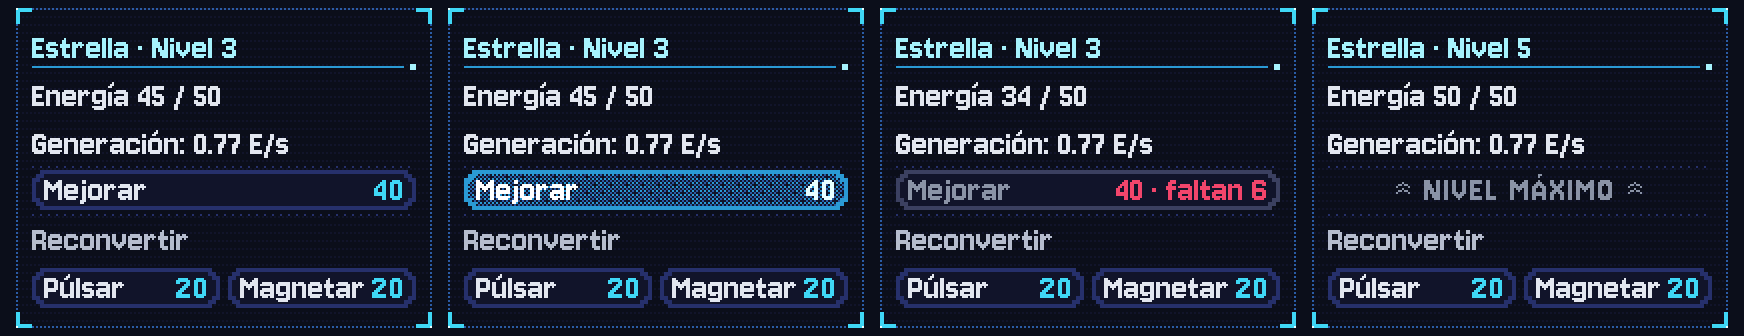 Estrella · Nivel 3
Energía 45 / 50
Generación: 0.77 E/s
Mejorar 40
Reconvertir
Púlsar 20 Magnetar 20
Estrella · Nivel 3
Energía 45 / 50
Generación: 0.77 E/s
Mejorar 40
Reconvertir
Púlsar 20 Magnetar 20
Estrella · Nivel 3
Energía 34 / 50
Generación: 0.77 E/s
Mejorar 40 · faltan 6
Reconvertir
Púlsar 20 Magnetar 20
Estrella · Nivel 5
Energía 50 / 50
Generación: 0.77 E/s
NIVEL MÁXIMO
Reconvertir
Púlsar 20 Magnetar 20